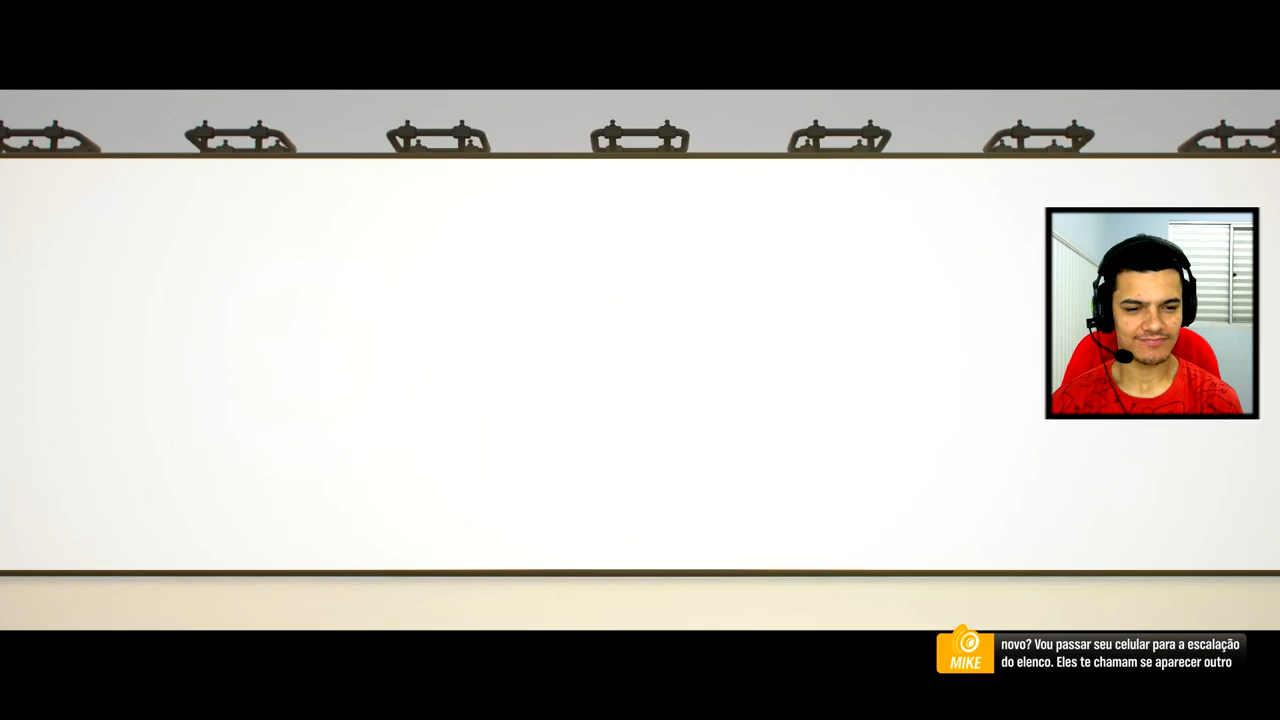 MIKE
novo? Vou passar seu celular para a escalação
do elenco. Eles te chamam se aparecer outro